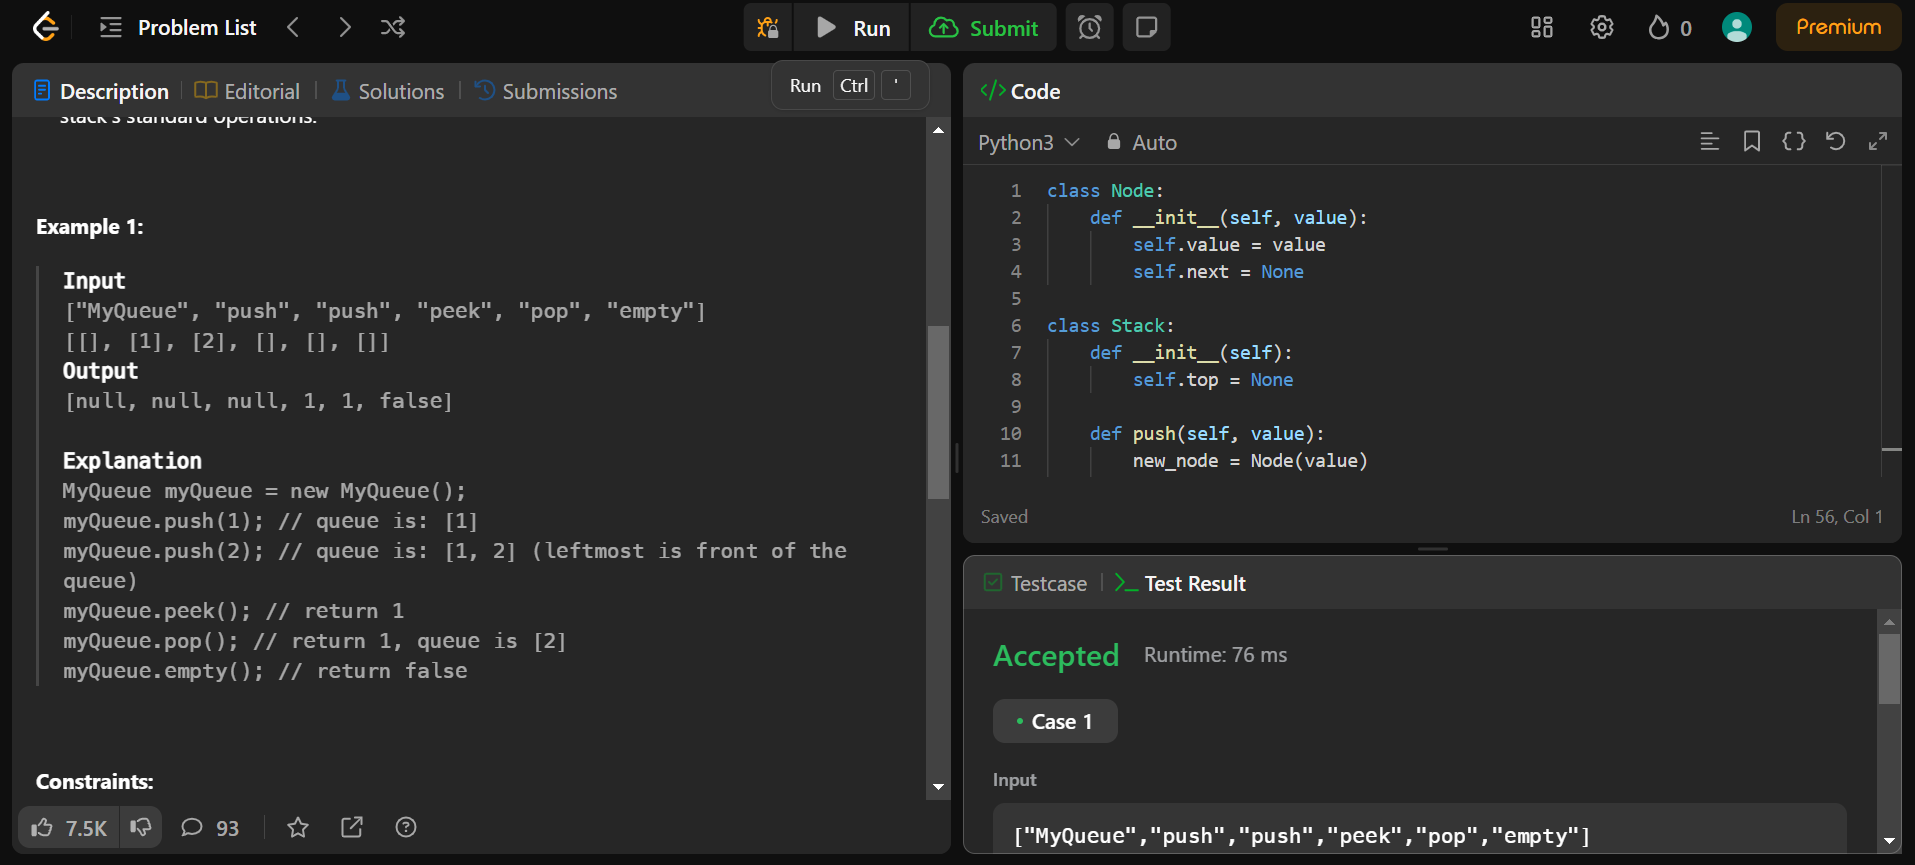 Problem List
Run
Submit
0
Premium
Description
Editorial
Solutions
Submissions
Run Ctrl '
stack's standard operations.
Example 1:
Input
["MyQueue", "push", "push", "peek", "pop", "empty"]
[[], [1], [2], [], [], []]
Output
[null, null, null, 1, 1, false]
Explanation
MyQueue myQueue = new MyQueue();
myQueue.push(1); // queue is: [1]
myQueue.push(2); // queue is: [1, 2] (leftmost is front of the
queue)
myQueue.peek(); // return 1
myQueue.pop(); // return 1, queue is [2]
myQueue.empty(); // return false
Constraints:
7.5K
93
</> Code
Python3
Auto
1 class Node:
2     def __init__(self, value):
3         self.value = value
4         self.next = None
5
6 class Stack:
7     def __init__(self):
8         self.top = None
9
10     def push(self, value):
11         new_node = Node(value)
Saved
Ln 56, Col 1
Testcase
Test Result
Accepted
Runtime: 76 ms
Case 1
Input
["MyQueue","push","push","peek","pop","empty"]